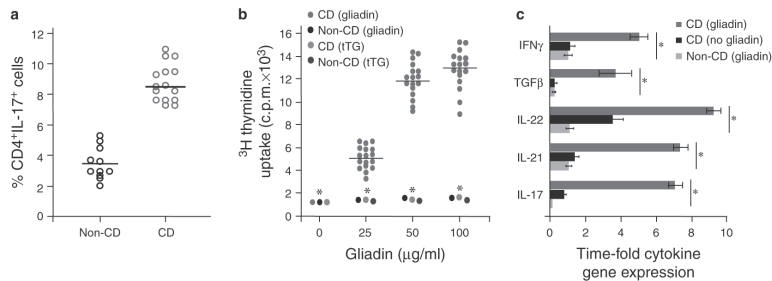 a
% CD4+IL-17+ cells
12
10
8
6
4
2
0
Non-CD
CD
b
CD (gliadin)
Non-CD (gliadin)
CD (tTG)
Non-CD (tTG)
³H thymidine
uptake (c.p.m.×10³)
16
14
12
10
8
6
4
2
0
*
*
*
*
0
25
50
100
Gliadin (µg/ml)
c
CD (gliadin)
CD (no gliadin)
Non-CD (gliadin)
IFNγ
*
TGFβ
*
IL-22
*
IL-21
*
IL-17
*
0
2
4
6
8
10
Time-fold cytokine
gene expression